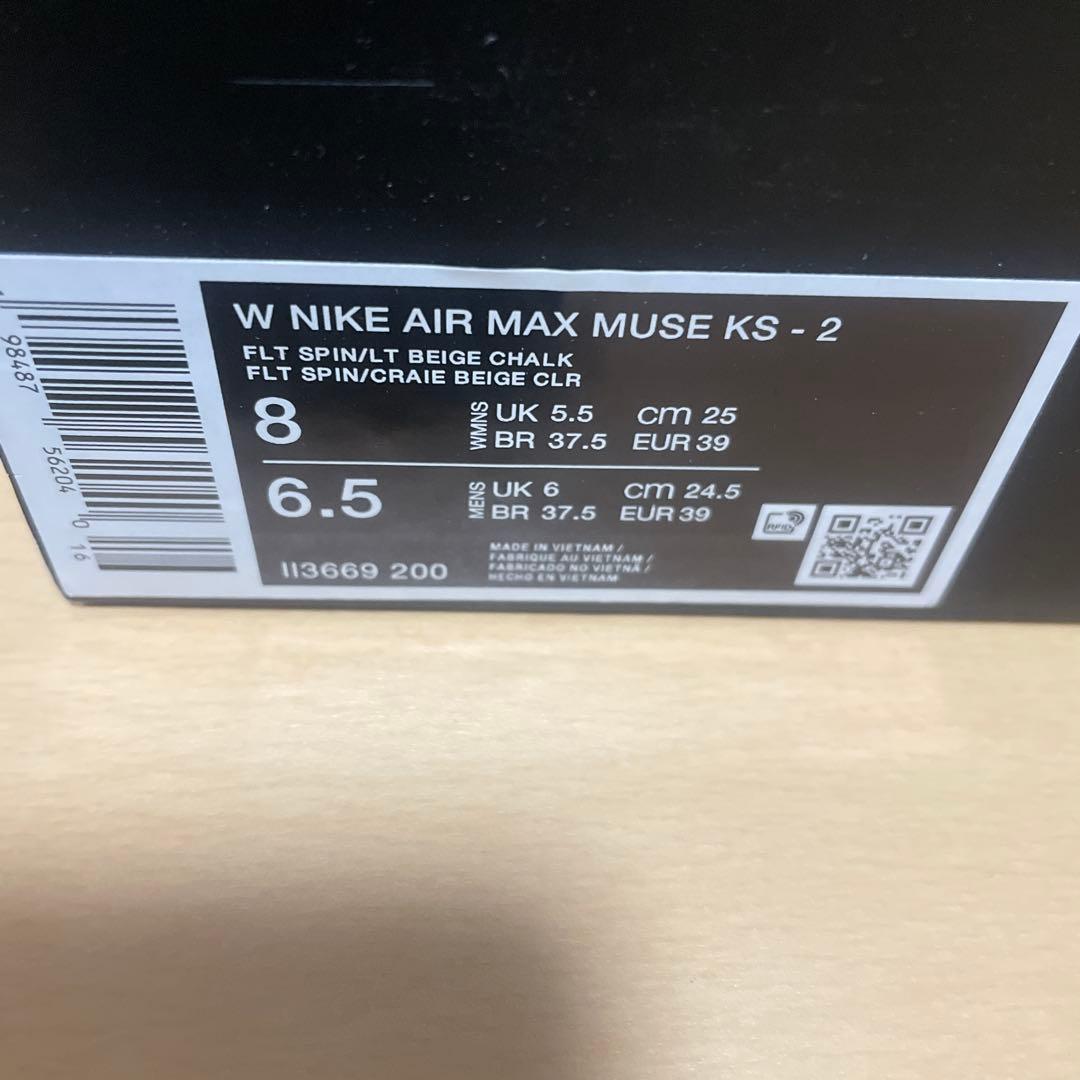 W NIKE AIR MAX MUSE KS - 2
FLT SPIN/LT BEIGE CHALK
FLT SPIN/CRAIE BEIGE CLR
8 WMNS UK 5.5 cm 25
BR 37.5 EUR 39
6.5 MENS UK 6 cm 24.5
BR 37.5 EUR 39
II3669 200
MADE IN VIETNAM /
FABRIQUE AU VIETNAM /
FABRICADO NO VIETNÃ /
HECHO EN VIETNAM
RFID
1 98487 56204 0 16